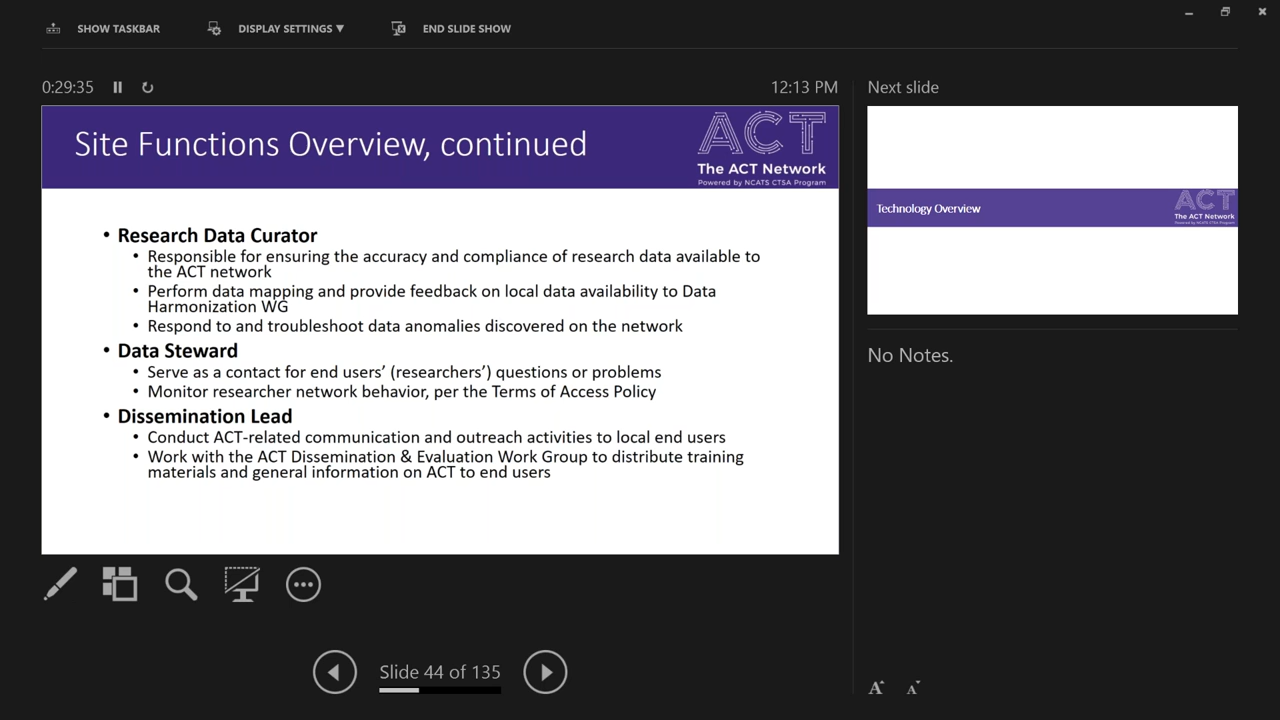 SHOW TASKBAR
DISPLAY SETTINGS ▼
END SLIDE SHOW
0:29:35
12:13 PM
Next slide
Site Functions Overview, continued
ACT
The ACT Network
Powered by NCATS CTSA Program
• Research Data Curator
• Responsible for ensuring the accuracy and compliance of research data available to
the ACT network
• Perform data mapping and provide feedback on local data availability to Data
Harmonization WG
• Respond to and troubleshoot data anomalies discovered on the network
• Data Steward
• Serve as a contact for end users’ (researchers’) questions or problems
• Monitor researcher network behavior, per the Terms of Access Policy
• Dissemination Lead
• Conduct ACT-related communication and outreach activities to local end users
• Work with the ACT Dissemination & Evaluation Work Group to distribute training
materials and general information on ACT to end users
Technology Overview
ACT
The ACT Network
Powered by NCATS CTSA Program
No Notes.
Slide 44 of 135
A A